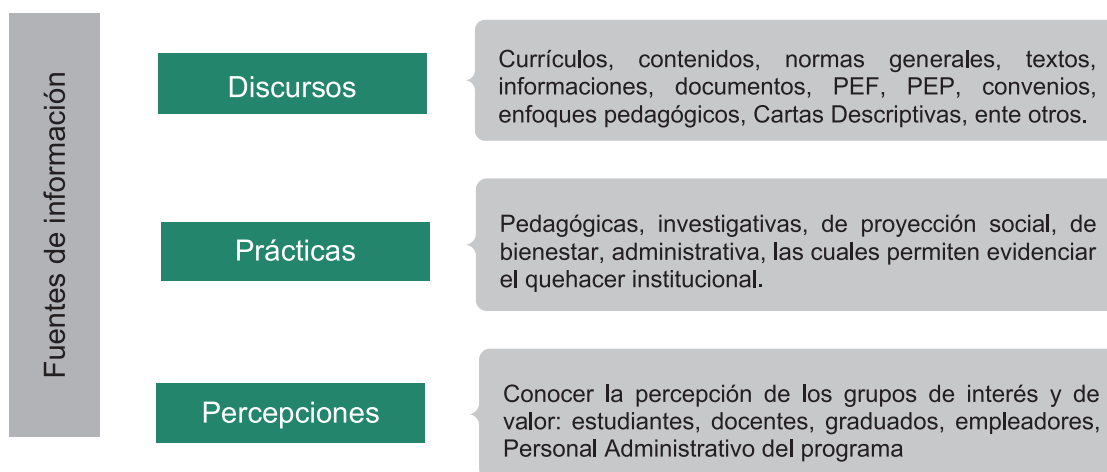 Fuentes de información
Discursos
Currículos, contenidos, normas generales, textos,
informaciones, documentos, PEF, PEP, convenios,
enfoques pedagógicos, Cartas Descriptivas, ente otros.
Prácticas
Pedagógicas, investigativas, de proyección social, de
bienestar, administrativa, las cuales permiten evidenciar
el quehacer institucional.
Percepciones
Conocer la percepción de los grupos de interés y de
valor: estudiantes, docentes, graduados, empleadores,
Personal Administrativo del programa